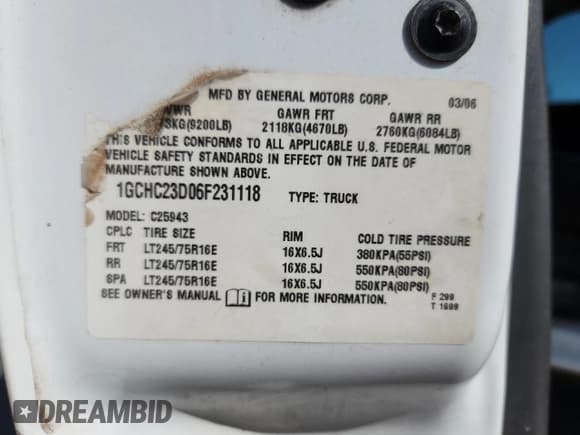 MFD BY GENERAL MOTORS CORP. 03/06
GAWR FRT GAWR RR
(9200LB) 2118KG(4670LB) 2760KG(6084LB)
THIS VEHICLE CONFORMS TO ALL APPLICABLE U.S. FEDERAL MOTOR
VEHICLE SAFETY STANDARDS IN EFFECT ON THE DATE OF
MANUFACTURE SHOWN ABOVE.
1GCHC23D06F231118 TYPE: TRUCK
MODEL: C25943
CPLC TIRE SIZE RIM COLD TIRE PRESSURE
FRT LT245/75R16E 16X6.5J 380KPA(55PSI)
RR LT245/75R16E 16X6.5J 550KPA(80PSI)
SPA LT245/75R16E 16X6.5J 550KPA(80PSI)
SEE OWNER'S MANUAL FOR MORE INFORMATION.
F 299
T 1699
DREAMBID